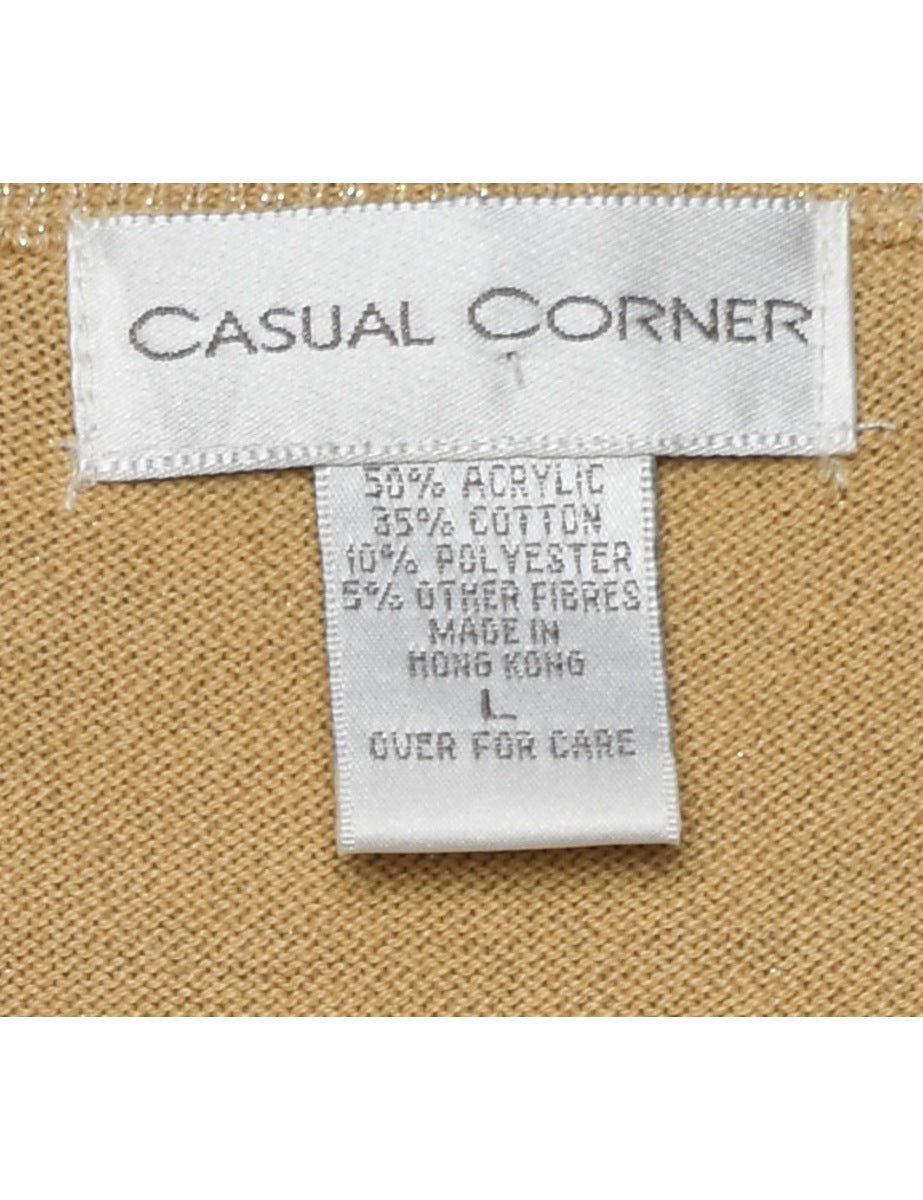 CASUAL CORNER
50% ACRYLIC
35% COTTON
10% POLYESTER
5% OTHER FIBRES
MADE IN
HONG KONG
L
OVER FOR CARE